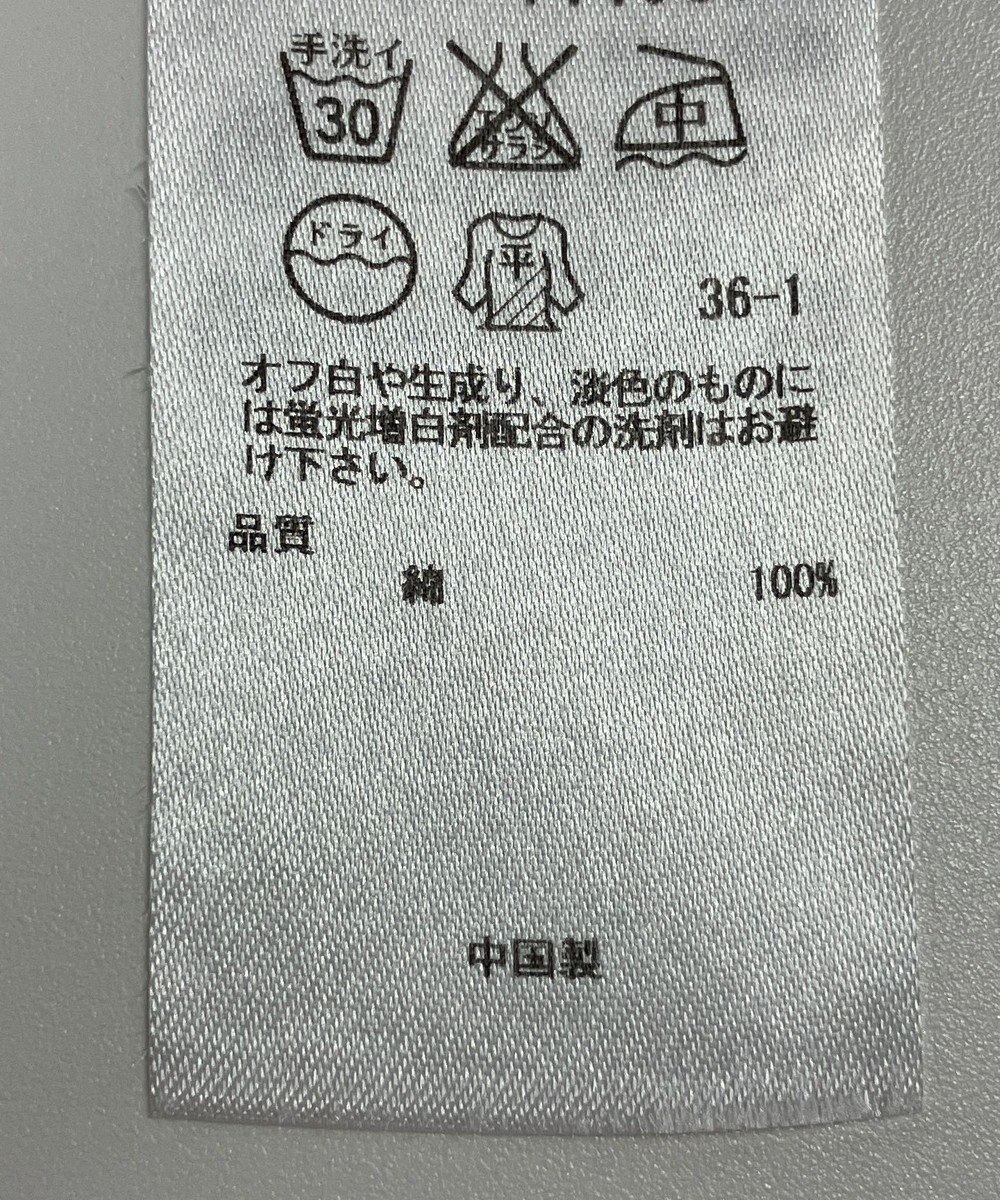 手洗イ
30
エンソ
サラシ
中
ドライ
平
36-1
オフ白や生成り、淡色のものに
は蛍光増白剤配合の洗剤はお避
け下さい。
品質
綿 100%
中国製